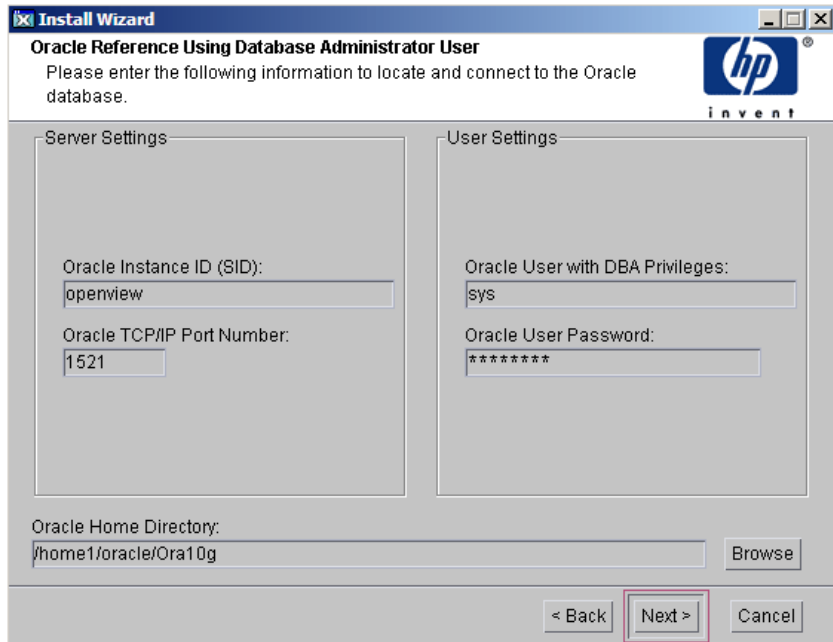 Install Wizard
Oracle Reference Using Database Administrator User
Please enter the following information to locate and connect to the Oracle
database.
hp
®
invent
Server Settings
Oracle Instance ID (SID):
openview
Oracle TCP/IP Port Number:
1521
User Settings
Oracle User with DBA Privileges:
sys
Oracle User Password:
********
Oracle Home Directory:
/home1/oracle/Ora10g
Browse
< Back
Next >
Cancel